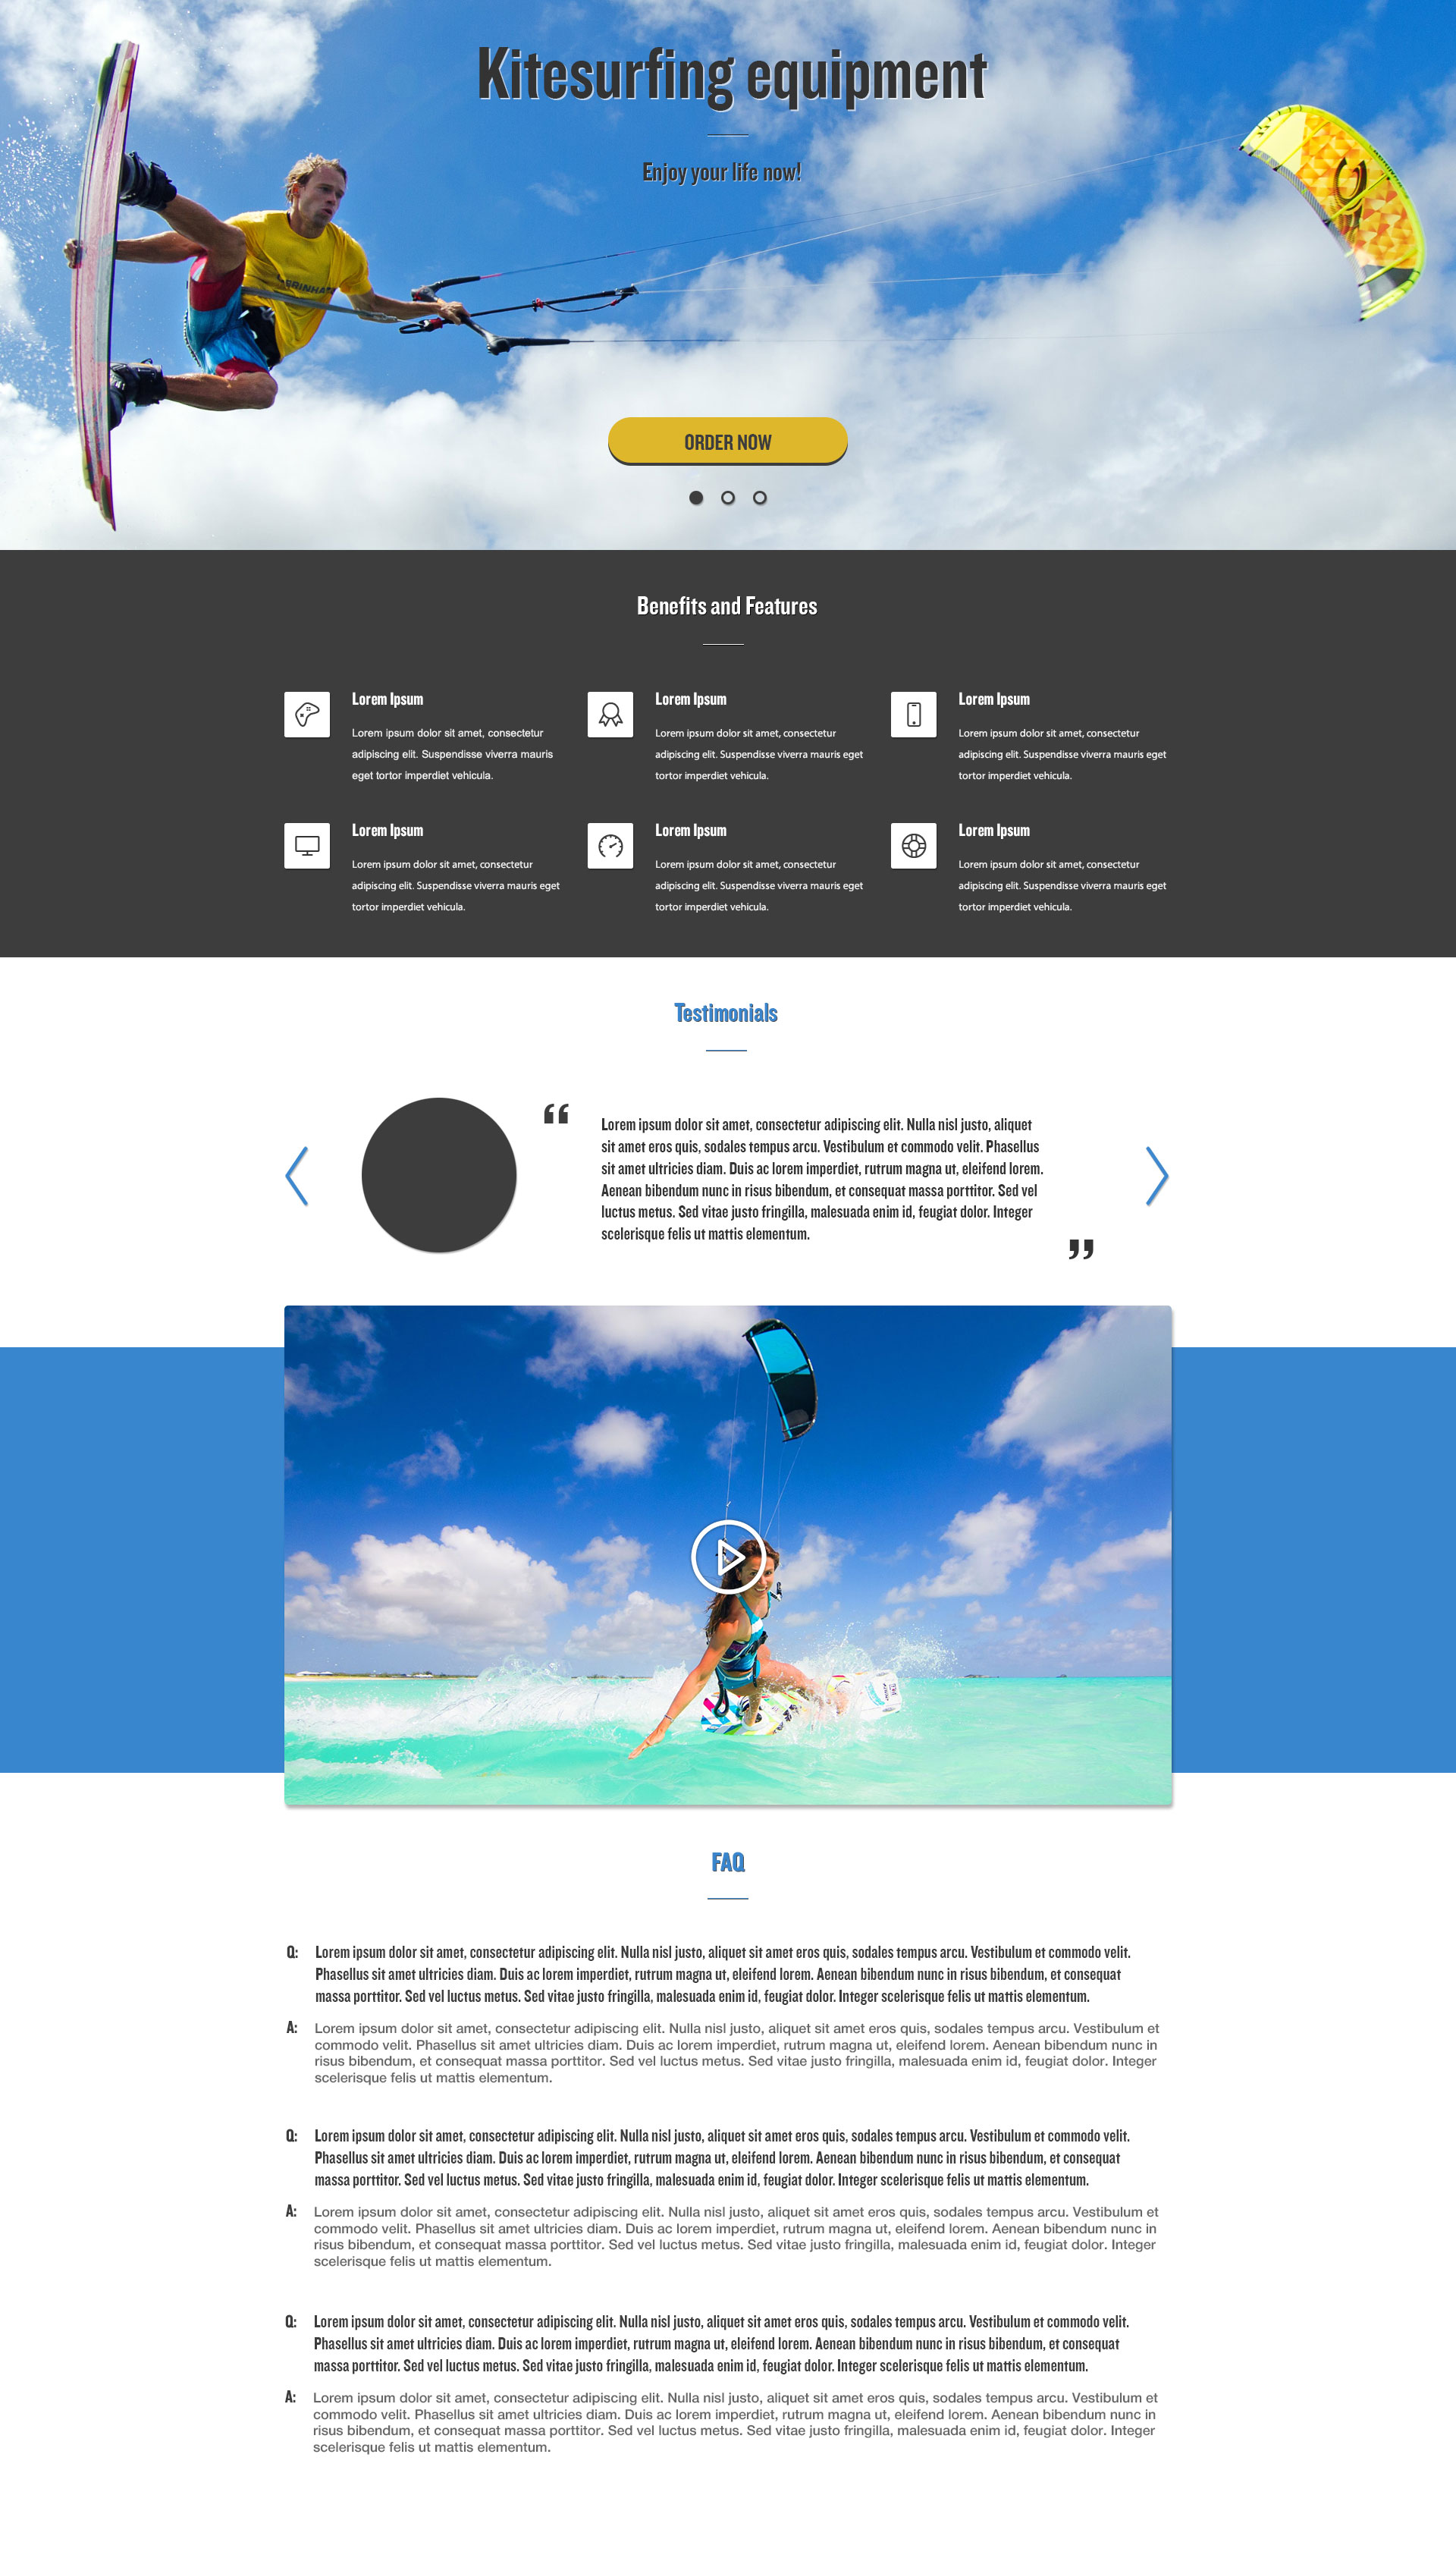 Kitesurfing equipment
Enjoy your life now!
ORDER NOW
Benefits and Features
Lorem Ipsum
Lorem ipsum dolor sit amet, consectetur
adipiscing elit. Suspendisse viverra mauris
eget tortor imperdiet vehicula.
Lorem Ipsum
Lorem ipsum dolor sit amet, consectetur
adipiscing elit. Suspendisse viverra mauris eget
tortor imperdiet vehicula.
Lorem Ipsum
Lorem ipsum dolor sit amet, consectetur
adipiscing elit. Suspendisse viverra mauris eget
tortor imperdiet vehicula.
Lorem Ipsum
Lorem ipsum dolor sit amet, consectetur
adipiscing elit. Suspendisse viverra mauris eget
tortor imperdiet vehicula.
Lorem Ipsum
Lorem ipsum dolor sit amet, consectetur
adipiscing elit. Suspendisse viverra mauris eget
tortor imperdiet vehicula.
Lorem Ipsum
Lorem ipsum dolor sit amet, consectetur
adipiscing elit. Suspendisse viverra mauris eget
tortor imperdiet vehicula.
Testimonials
“ Lorem ipsum dolor sit amet, consectetur adipiscing elit. Nulla nisl justo, aliquet
sit amet eros quis, sodales tempus arcu. Vestibulum et commodo velit. Phasellus
sit amet ultricies diam. Duis ac lorem imperdiet, rutrum magna ut, eleifend lorem.
Aenean bibendum nunc in risus bibendum, et consequat massa porttitor. Sed vel
luctus metus. Sed vitae justo fringilla, malesuada enim id, feugiat dolor. Integer
scelerisque felis ut mattis elementum. ”
FAQ
Q: Lorem ipsum dolor sit amet, consectetur adipiscing elit. Nulla nisl justo, aliquet sit amet eros quis, sodales tempus arcu. Vestibulum et commodo velit.
Phasellus sit amet ultricies diam. Duis ac lorem imperdiet, rutrum magna ut, eleifend lorem. Aenean bibendum nunc in risus bibendum, et consequat
massa porttitor. Sed vel luctus metus. Sed vitae justo fringilla, malesuada enim id, feugiat dolor. Integer scelerisque felis ut mattis elementum.
A: Lorem ipsum dolor sit amet, consectetur adipiscing elit. Nulla nisl justo, aliquet sit amet eros quis, sodales tempus arcu. Vestibulum et
commodo velit. Phasellus sit amet ultricies diam. Duis ac lorem imperdiet, rutrum magna ut, eleifend lorem. Aenean bibendum nunc in
risus bibendum, et consequat massa porttitor. Sed vel luctus metus. Sed vitae justo fringilla, malesuada enim id, feugiat dolor. Integer
scelerisque felis ut mattis elementum.
Q: Lorem ipsum dolor sit amet, consectetur adipiscing elit. Nulla nisl justo, aliquet sit amet eros quis, sodales tempus arcu. Vestibulum et commodo velit.
Phasellus sit amet ultricies diam. Duis ac lorem imperdiet, rutrum magna ut, eleifend lorem. Aenean bibendum nunc in risus bibendum, et consequat
massa porttitor. Sed vel luctus metus. Sed vitae justo fringilla, malesuada enim id, feugiat dolor. Integer scelerisque felis ut mattis elementum.
A: Lorem ipsum dolor sit amet, consectetur adipiscing elit. Nulla nisl justo, aliquet sit amet eros quis, sodales tempus arcu. Vestibulum et
commodo velit. Phasellus sit amet ultricies diam. Duis ac lorem imperdiet, rutrum magna ut, eleifend lorem. Aenean bibendum nunc in
risus bibendum, et consequat massa porttitor. Sed vel luctus metus. Sed vitae justo fringilla, malesuada enim id, feugiat dolor. Integer
scelerisque felis ut mattis elementum.
Q: Lorem ipsum dolor sit amet, consectetur adipiscing elit. Nulla nisl justo, aliquet sit amet eros quis, sodales tempus arcu. Vestibulum et commodo velit.
Phasellus sit amet ultricies diam. Duis ac lorem imperdiet, rutrum magna ut, eleifend lorem. Aenean bibendum nunc in risus bibendum, et consequat
massa porttitor. Sed vel luctus metus. Sed vitae justo fringilla, malesuada enim id, feugiat dolor. Integer scelerisque felis ut mattis elementum.
A: Lorem ipsum dolor sit amet, consectetur adipiscing elit. Nulla nisl justo, aliquet sit amet eros quis, sodales tempus arcu. Vestibulum et
commodo velit. Phasellus sit amet ultricies diam. Duis ac lorem imperdiet, rutrum magna ut, eleifend lorem. Aenean bibendum nunc in
risus bibendum, et consequat massa porttitor. Sed vel luctus metus. Sed vitae justo fringilla, malesuada enim id, feugiat dolor. Integer
scelerisque felis ut mattis elementum.